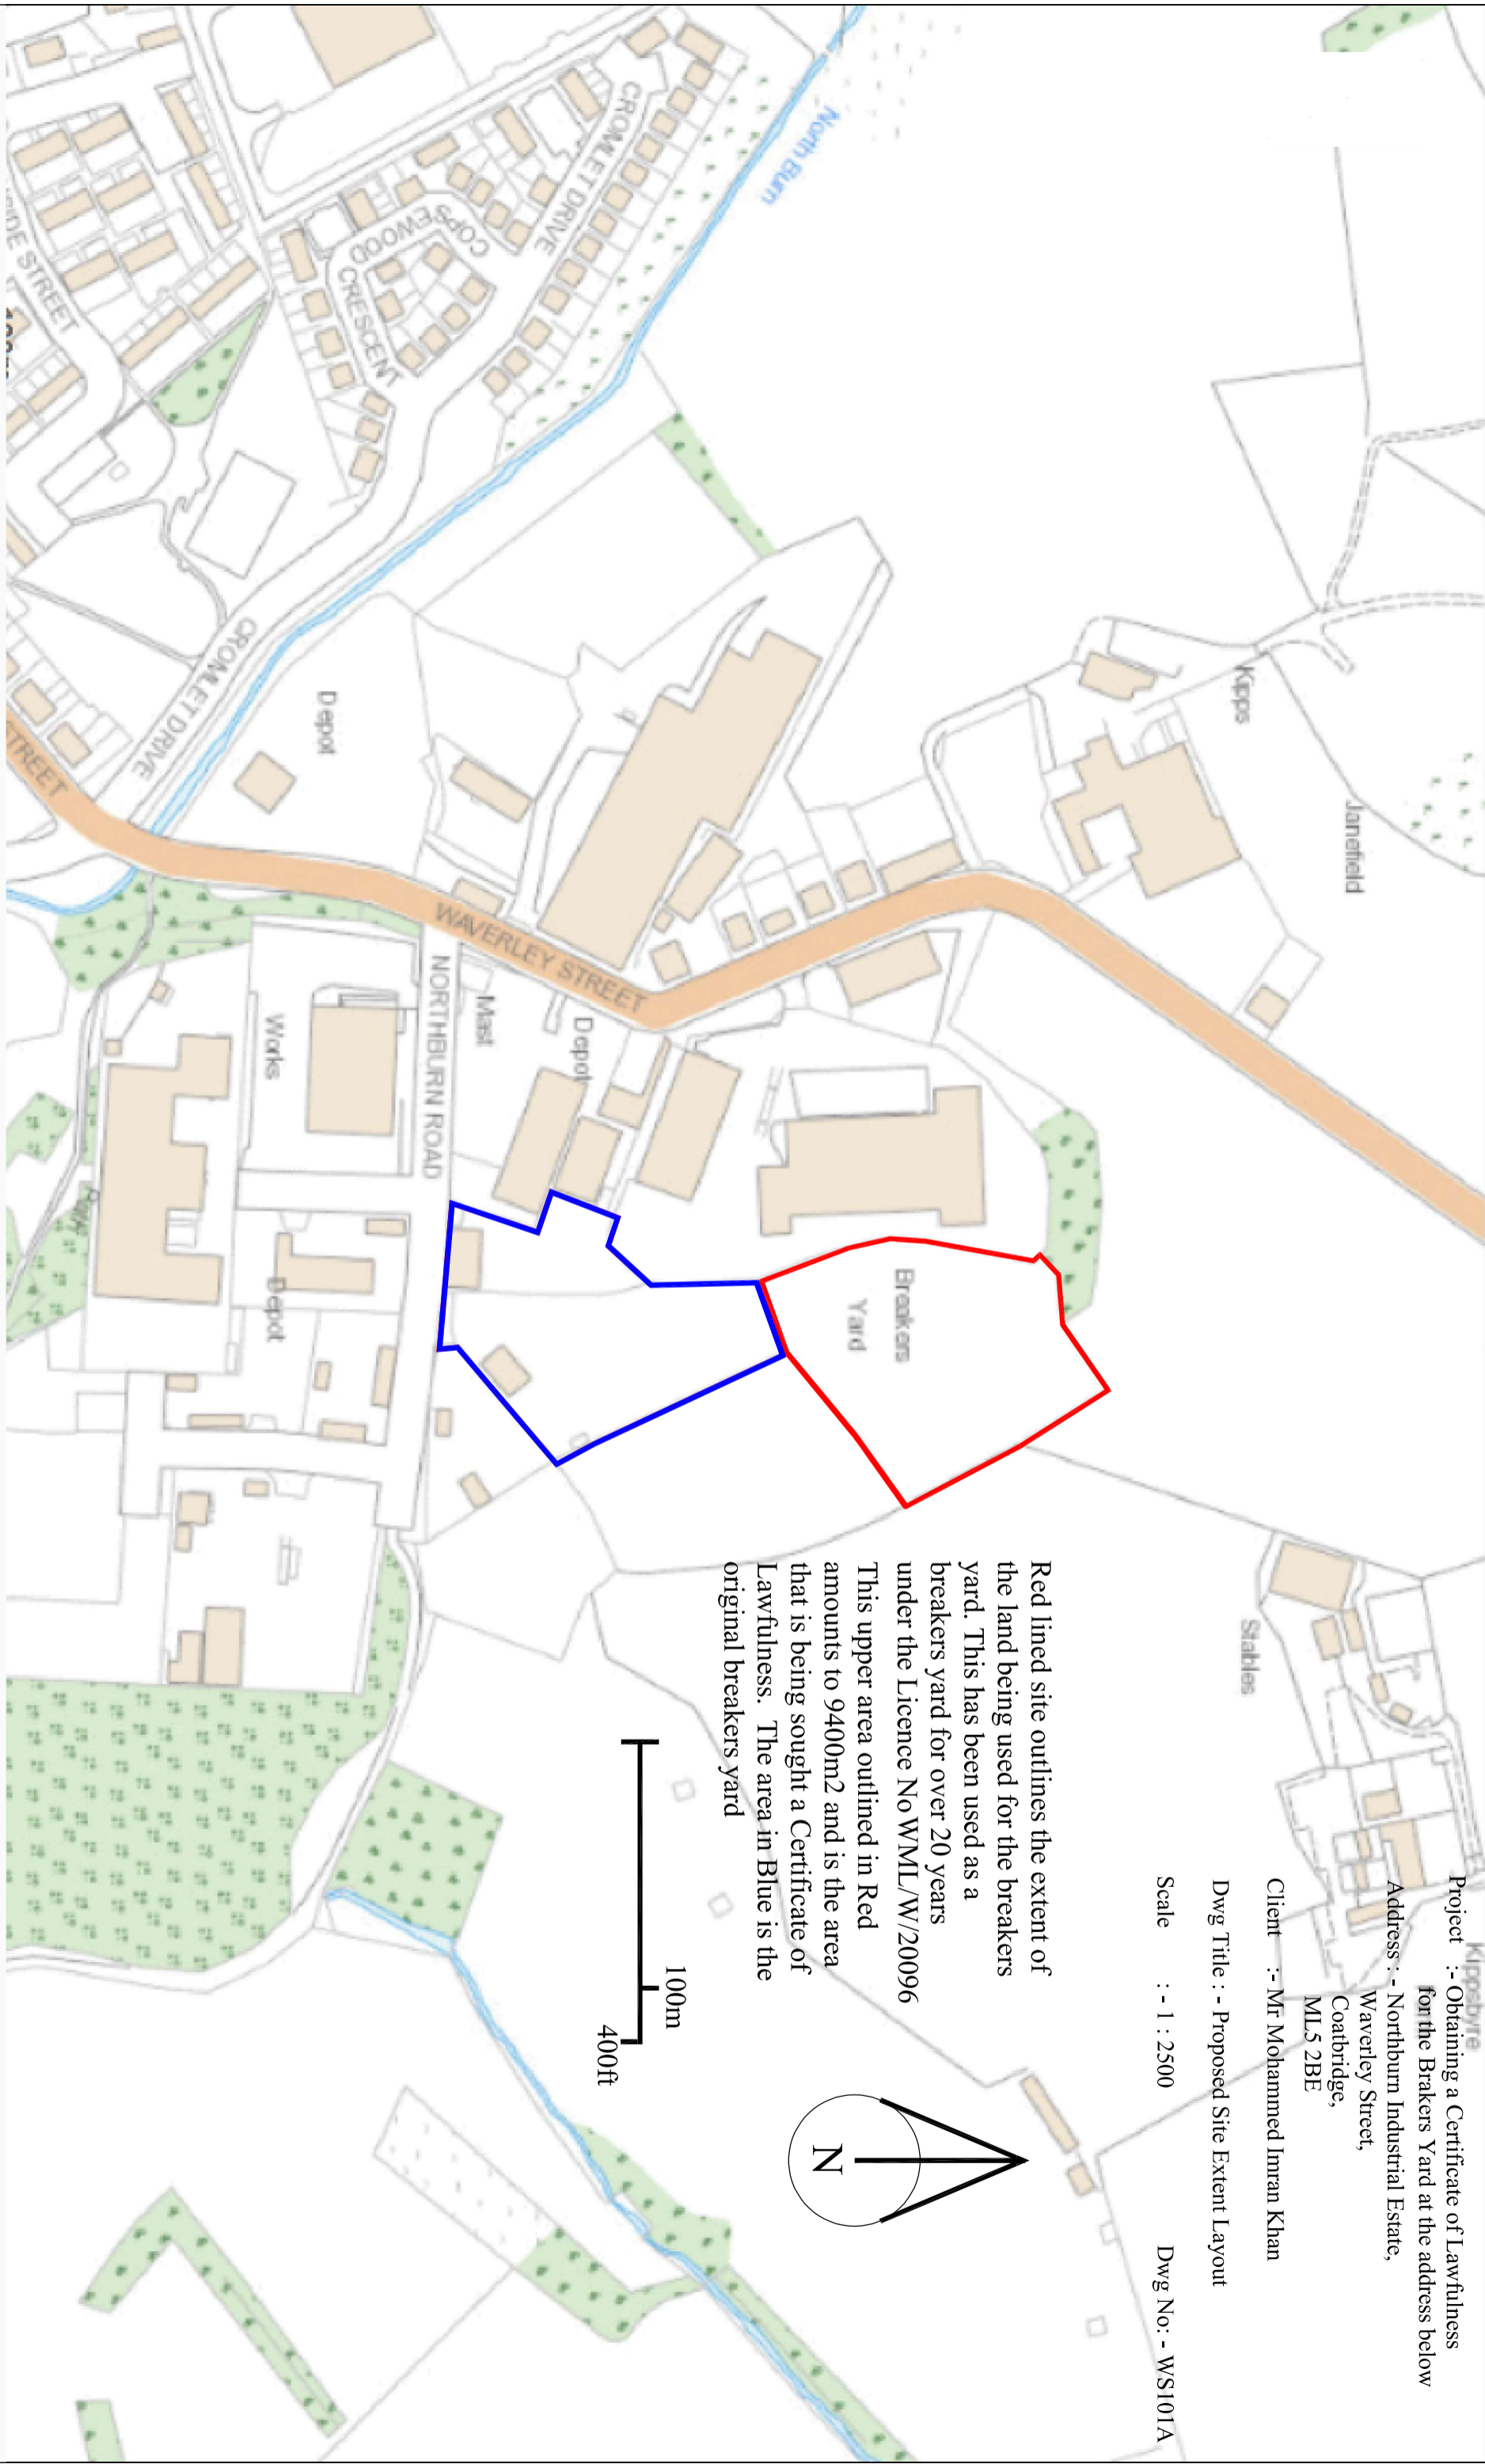 Project :- Obtaining a Certificate of Lawfulness
for the Brakers Yard at the address below
Address : - Northburn Industrial Estate,
Waverley Street,
Coatbridge,
ML5 2BE
Client :- Mr Mohammed Imran Khan
Dwg Title : - Proposed Site Extent Layout
Scale : - 1 : 2500
Dwg No: - WS101A
Red lined site outlines the extent of
the land being used for the breakers
yard. This has been used as a
breakers yard for over 20 years
under the Licence No WML/W/20096
This upper area outlined in Red
amounts to 9400m2 and is the area
that is being sought a Certificate of
Lawfulness. The area in Blue is the
original breakers yard
100m
400ft
N
Kippsbyre
Stables
Janefield
Kipps
Breakers
Yard
North Burn
CROMLET DRIVE
COPSEWOOD
CRESCENT
IDE STREET
CROMLET DRIVE
Depot
TREET
WAVERLEY STREET
NORTHBURN ROAD
Mast
Depot
Works
Depot
Path